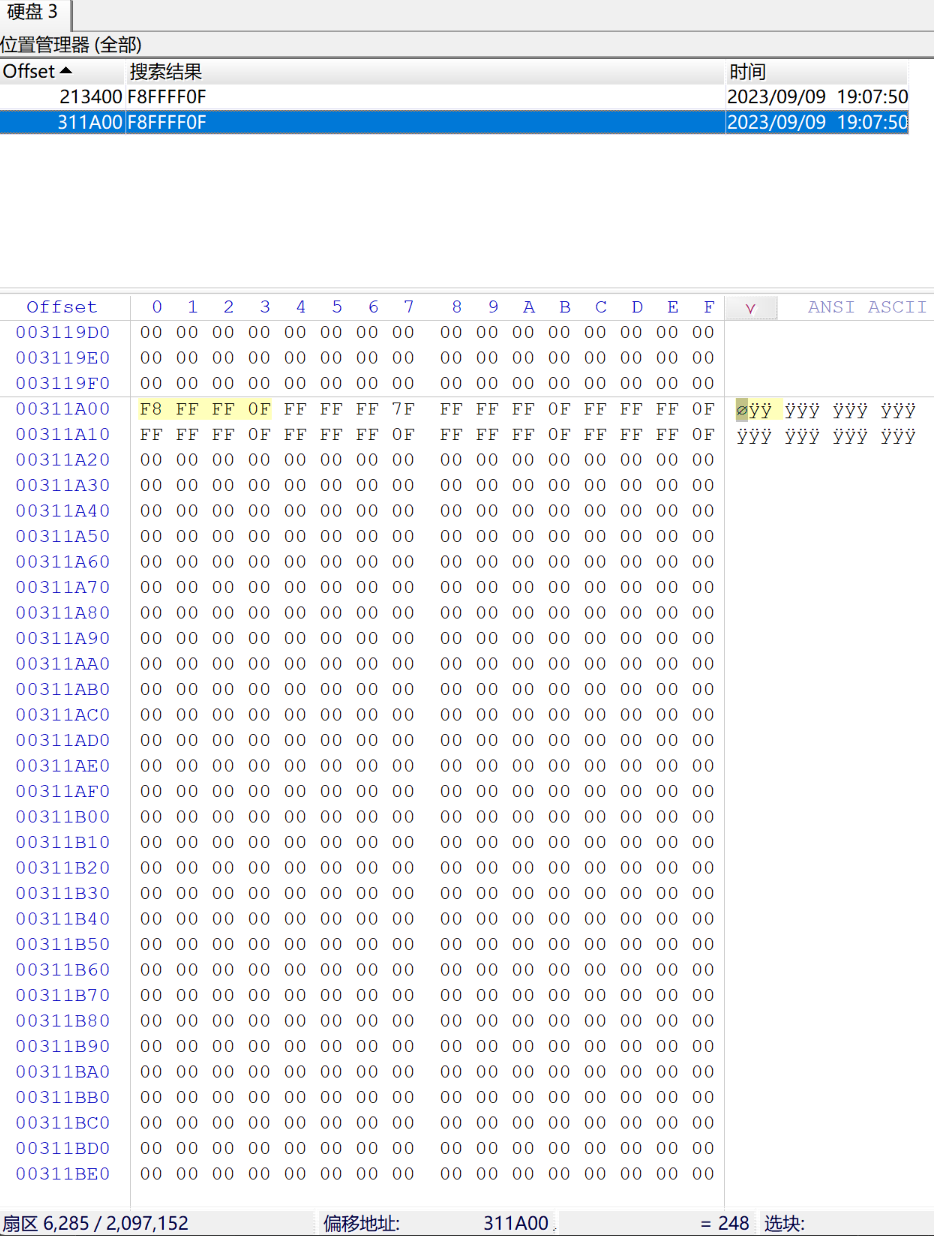 硬盘 3
位置管理器 (全部)
Offset 搜索结果 时间
213400 F8FFFF0F 2023/09/09 19:07:50
311A00 F8FFFF0F 2023/09/09 19:07:50
Offset 0 1 2 3 4 5 6 7 8 9 A B C D E F ANSI ASCII
003119D0 00 00 00 00 00 00 00 00 00 00 00 00 00 00 00 00
003119E0 00 00 00 00 00 00 00 00 00 00 00 00 00 00 00 00
003119F0 00 00 00 00 00 00 00 00 00 00 00 00 00 00 00 00
00311A00 F8 FF FF 0F FF FF FF 7F FF FF FF 0F FF FF FF 0F øÿÿ ÿÿÿ ÿÿÿ ÿÿÿ
00311A10 FF FF FF 0F FF FF FF 0F FF FF FF 0F FF FF FF 0F ÿÿÿ ÿÿÿ ÿÿÿ ÿÿÿ
00311A20 00 00 00 00 00 00 00 00 00 00 00 00 00 00 00 00
00311A30 00 00 00 00 00 00 00 00 00 00 00 00 00 00 00 00
00311A40 00 00 00 00 00 00 00 00 00 00 00 00 00 00 00 00
00311A50 00 00 00 00 00 00 00 00 00 00 00 00 00 00 00 00
00311A60 00 00 00 00 00 00 00 00 00 00 00 00 00 00 00 00
00311A70 00 00 00 00 00 00 00 00 00 00 00 00 00 00 00 00
00311A80 00 00 00 00 00 00 00 00 00 00 00 00 00 00 00 00
00311A90 00 00 00 00 00 00 00 00 00 00 00 00 00 00 00 00
00311AA0 00 00 00 00 00 00 00 00 00 00 00 00 00 00 00 00
00311AB0 00 00 00 00 00 00 00 00 00 00 00 00 00 00 00 00
00311AC0 00 00 00 00 00 00 00 00 00 00 00 00 00 00 00 00
00311AD0 00 00 00 00 00 00 00 00 00 00 00 00 00 00 00 00
00311AE0 00 00 00 00 00 00 00 00 00 00 00 00 00 00 00 00
00311AF0 00 00 00 00 00 00 00 00 00 00 00 00 00 00 00 00
00311B00 00 00 00 00 00 00 00 00 00 00 00 00 00 00 00 00
00311B10 00 00 00 00 00 00 00 00 00 00 00 00 00 00 00 00
00311B20 00 00 00 00 00 00 00 00 00 00 00 00 00 00 00 00
00311B30 00 00 00 00 00 00 00 00 00 00 00 00 00 00 00 00
00311B40 00 00 00 00 00 00 00 00 00 00 00 00 00 00 00 00
00311B50 00 00 00 00 00 00 00 00 00 00 00 00 00 00 00 00
00311B60 00 00 00 00 00 00 00 00 00 00 00 00 00 00 00 00
00311B70 00 00 00 00 00 00 00 00 00 00 00 00 00 00 00 00
00311B80 00 00 00 00 00 00 00 00 00 00 00 00 00 00 00 00
00311B90 00 00 00 00 00 00 00 00 00 00 00 00 00 00 00 00
00311BA0 00 00 00 00 00 00 00 00 00 00 00 00 00 00 00 00
00311BB0 00 00 00 00 00 00 00 00 00 00 00 00 00 00 00 00
00311BC0 00 00 00 00 00 00 00 00 00 00 00 00 00 00 00 00
00311BD0 00 00 00 00 00 00 00 00 00 00 00 00 00 00 00 00
00311BE0 00 00 00 00 00 00 00 00 00 00 00 00 00 00 00 00
扇区 6,285 / 2,097,152 偏移地址: 311A00 = 248 选块: